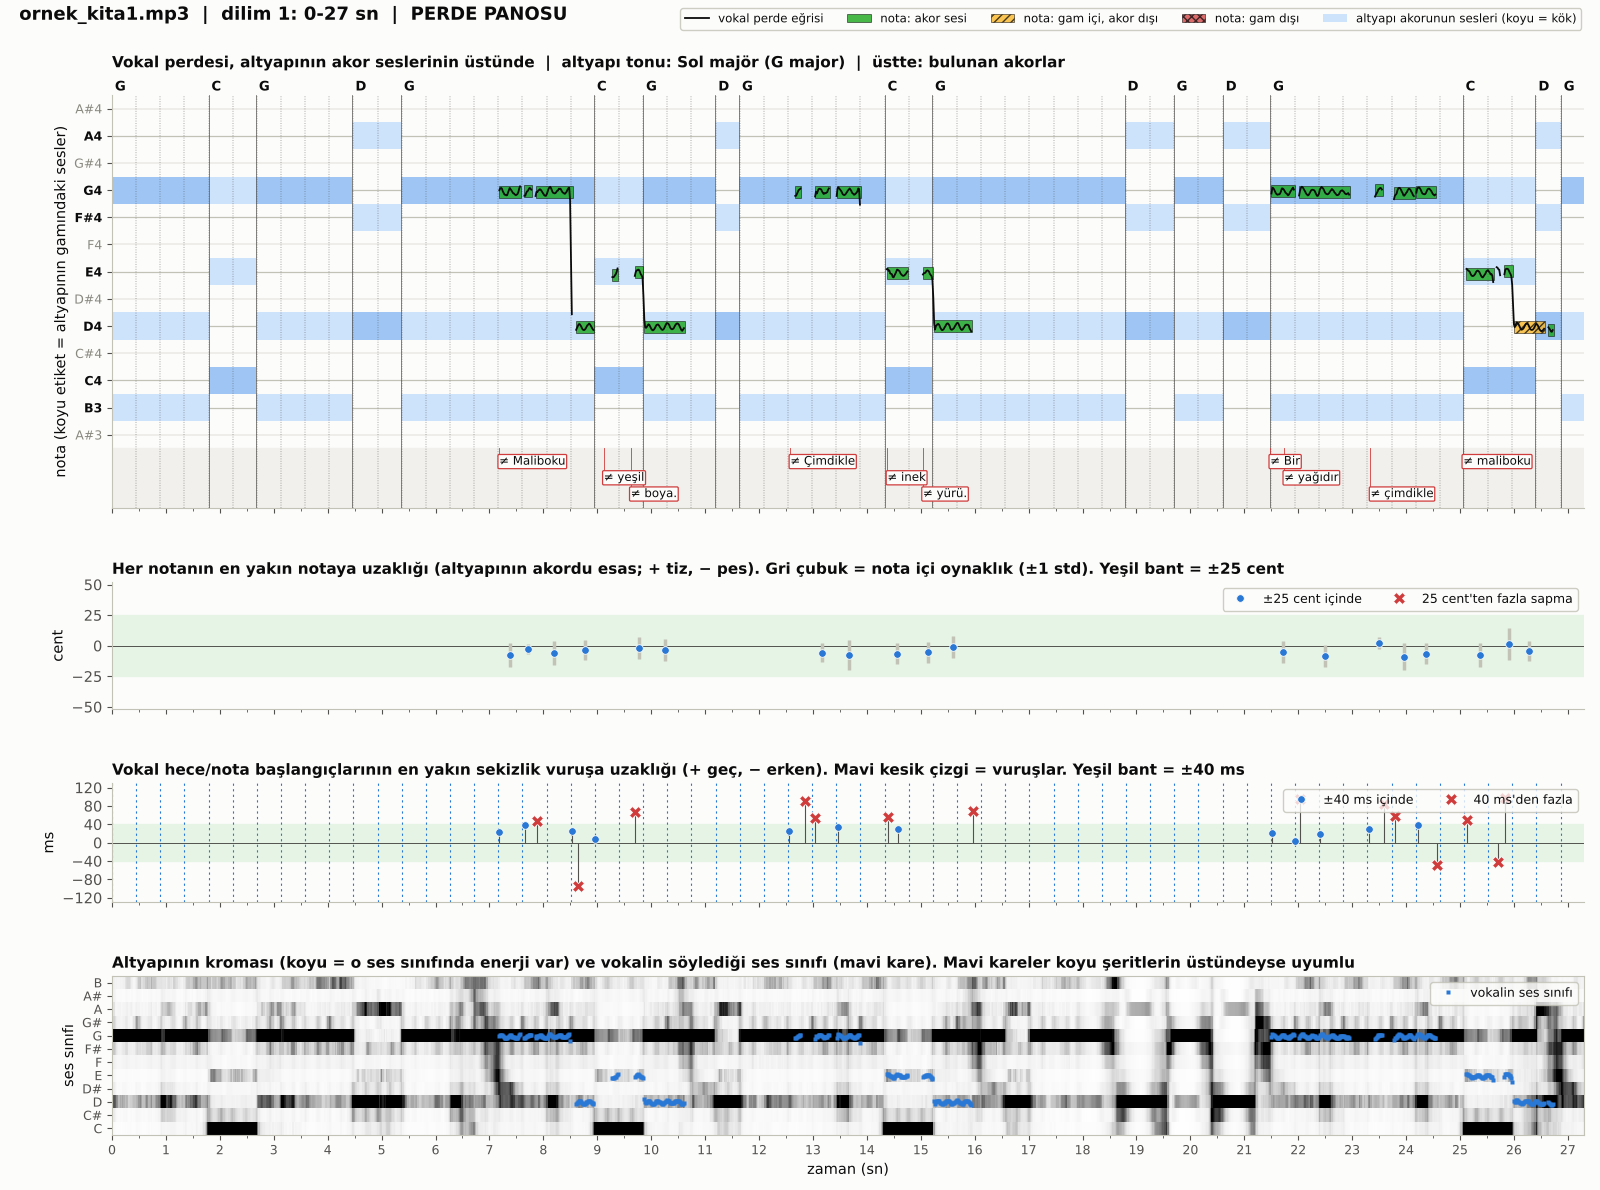 ornek_kita1.mp3 | dilim 1: 0-27 sn | PERDE PANOSU
vokal perde eğrisi nota: akor sesi nota: gam içi, akor dışı nota: gam dışı altyapı akorunun sesleri (koyu = kök)
Vokal perdesi, altyapının akor seslerinin üstünde | altyapı tonu: Sol majör (G major) | üstte: bulunan akorlar
G C G D G C G D G C G D G D G C D G
nota (koyu etiket = altyapının gamındaki sesler)
A#4
A4
G#4
G4
F#4
F4
E4
D#4
D4
C#4
C4
B3
A#3
≠ Maliboku ≠ Çimdikle ≠ Bir ≠ maliboku
≠ yeşil ≠ inek ≠ yağıdır
≠ boya. ≠ yürü. ≠ çimdikle
Her notanın en yakın notaya uzaklığı (altyapının akordu esas; + tiz, − pes). Gri çubuk = nota içi oynaklık (±1 std). Yeşil bant = ±25 cent
±25 cent içinde 25 cent'ten fazla sapma
cent
50
25
0
−25
−50
Vokal hece/nota başlangıçlarının en yakın sekizlik vuruşa uzaklığı (+ geç, − erken). Mavi kesik çizgi = vuruşlar. Yeşil bant = ±40 ms
±40 ms içinde 40 ms'den fazla
ms
120
80
40
0
−40
−80
−120
Altyapının kroması (koyu = o ses sınıfında enerji var) ve vokalin söylediği ses sınıfı (mavi kare). Mavi kareler koyu şeritlerin üstündeyse uyumlu
vokalin ses sınıfı
ses sınıfı
B
A#
A
G#
G
F#
F
E
D#
D
C#
C
0 1 2 3 4 5 6 7 8 9 10 11 12 13 14 15 16 17 18 19 20 21 22 23 24 25 26 27
zaman (sn)